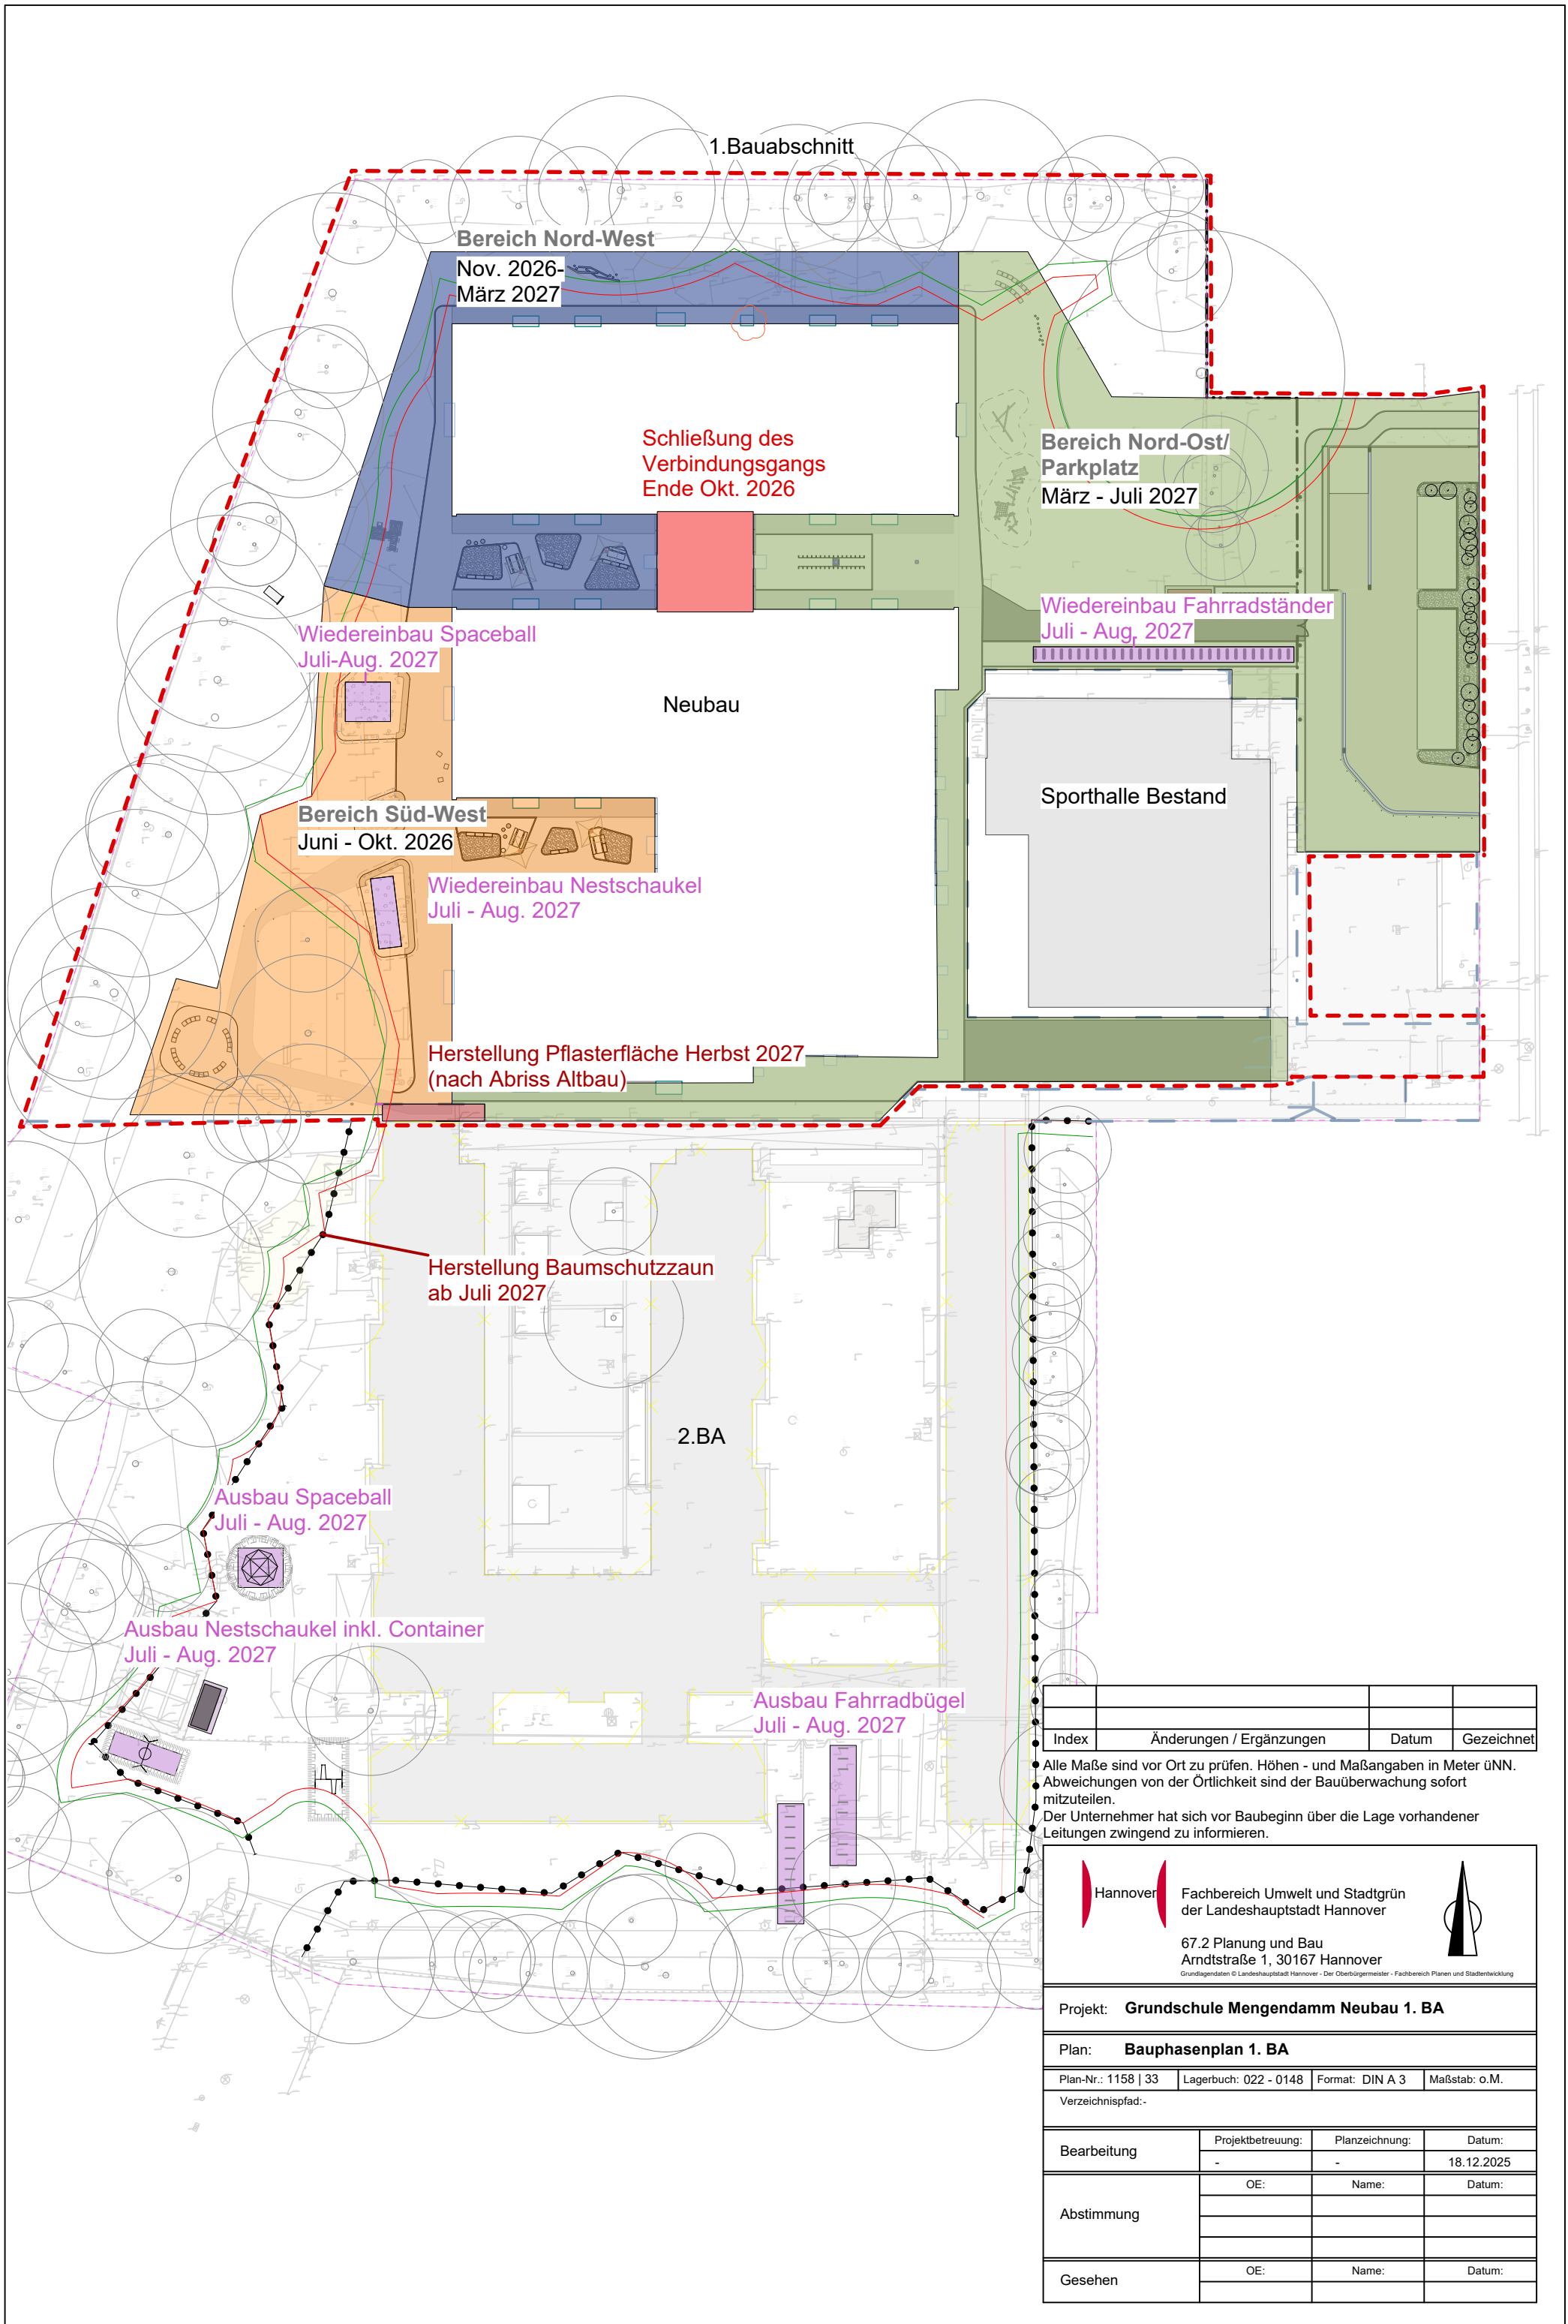 1.Bauabschnitt
Bereich Nord-West
Nov. 2026-
März 2027
Schließung des
Verbindungsgangs
Ende Okt. 2026
Bereich Nord-Ost/
Parkplatz
März - Juli 2027
Wiedereinbau Spaceball
Juli-Aug. 2027
Wiedereinbau Fahrradständer
Juli - Aug. 2027
Neubau
Sporthalle Bestand
Bereich Süd-West
Juni - Okt. 2026
Wiedereinbau Nestschaukel
Juli - Aug. 2027
Herstellung Pflasterfläche Herbst 2027
(nach Abriss Altbau)
Herstellung Baumschutzzaun
ab Juli 2027
2.BA
Ausbau Spaceball
Juli - Aug. 2027
Ausbau Nestschaukel inkl. Container
Juli - Aug. 2027
Ausbau Fahrradbügel
Juli - Aug. 2027
Index Änderungen / Ergänzungen Datum Gezeichnet
Alle Maße sind vor Ort zu prüfen. Höhen - und Maßangaben in Meter üNN.
Abweichungen von der Örtlichkeit sind der Bauüberwachung sofort
mitzuteilen.
Der Unternehmer hat sich vor Baubeginn über die Lage vorhandener
Leitungen zwingend zu informieren.
Hannover
Fachbereich Umwelt und Stadtgrün
der Landeshauptstadt Hannover
67.2 Planung und Bau
Arndtstraße 1, 30167 Hannover
Grundlagendaten © Landeshauptstadt Hannover - Der Oberbürgermeister - Fachbereich Planen und Stadtentwicklung
Projekt: Grundschule Mengendamm Neubau 1. BA
Plan: Bauphasenplan 1. BA
Plan-Nr.: 1158 | 33 Lagerbuch: 022 - 0148 Format: DIN A 3 Maßstab: o.M.
Verzeichnispfad:-
Bearbeitung Projektbetreuung: Planzeichnung: Datum:
- - 18.12.2025
Abstimmung OE: Name: Datum:
Gesehen OE: Name: Datum: